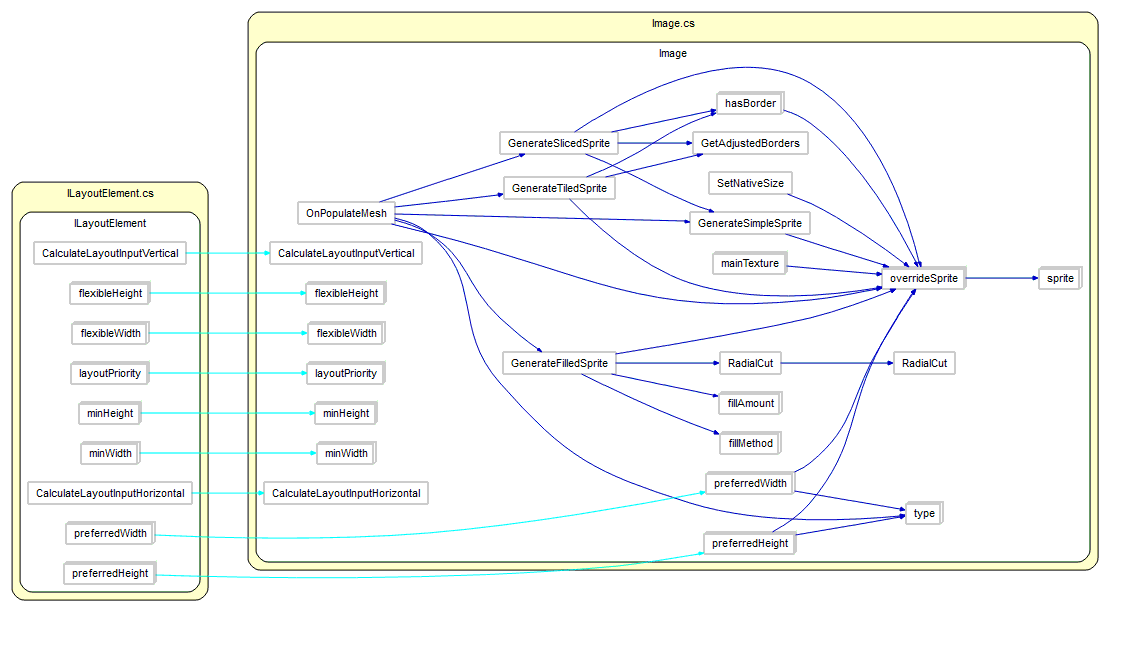 Image.cs
Image
hasBorder
GenerateSlicedSprite
GetAdjustedBorders
GenerateTiledSprite
SetNativeSize
OnPopulateMesh
GenerateSimpleSprite
mainTexture
overrideSprite
sprite
GenerateFilledSprite
RadialCut
RadialCut
fillAmount
fillMethod
preferredWidth
type
preferredHeight
CalculateLayoutInputVertical
flexibleHeight
flexibleWidth
layoutPriority
minHeight
minWidth
CalculateLayoutInputHorizontal
ILayoutElement.cs
ILayoutElement
CalculateLayoutInputVertical
flexibleHeight
flexibleWidth
layoutPriority
minHeight
minWidth
CalculateLayoutInputHorizontal
preferredWidth
preferredHeight